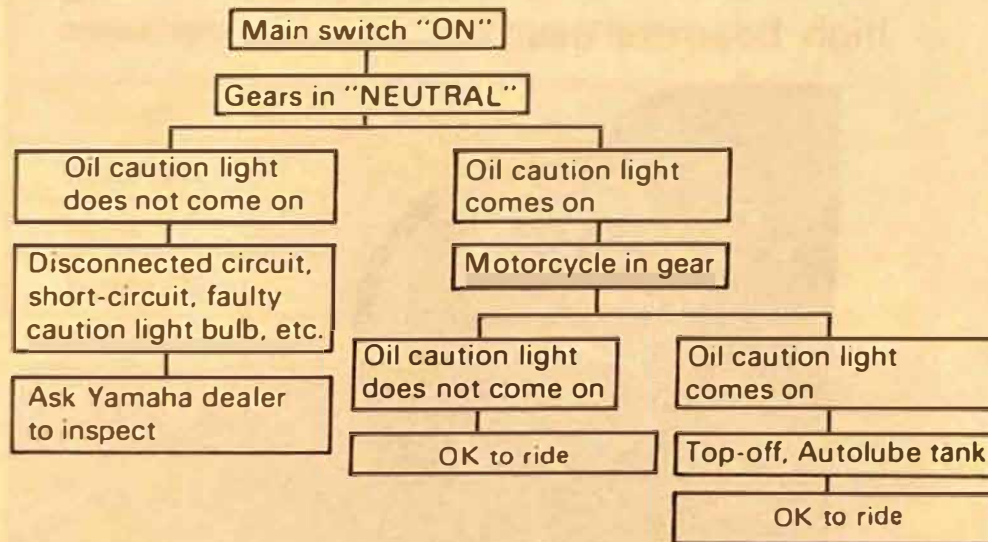 Main switch "ON"
Gears in "NEUTRAL"
Oil caution light
does not come on
Disconnected circuit,
short-circuit, faulty
caution light bulb, etc.
Ask Yamaha dealer
to inspect
Oil caution light
comes on
Motorcycle in gear
Oil caution light
does not come on
OK to ride
Oil caution light
comes on
Top-off, Autolube tank
OK to ride